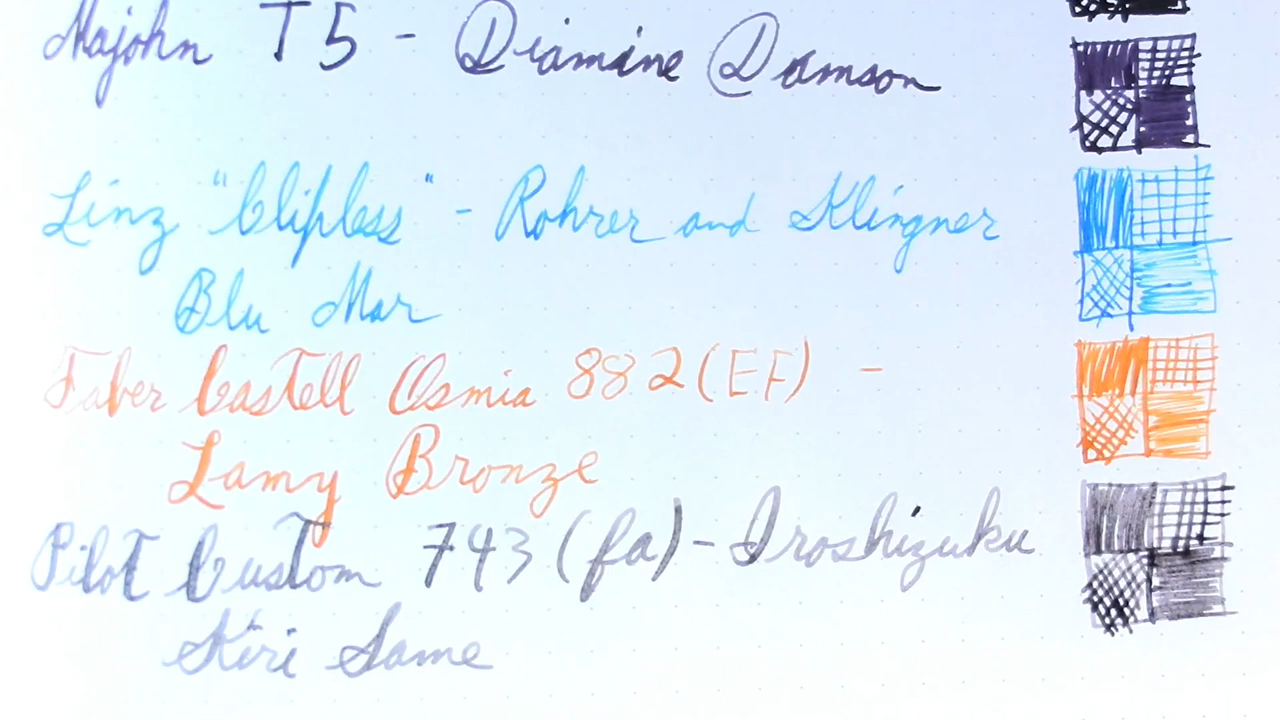 Majohn T5 - Diamine Damson
Linz "Clipless" - Rohrer and Klingner
Blu Mar
Faber Castell Osmia 882 (EF) -
Lamy Bronze
Pilot Custom 743 (fa) - Iroshizuku
Kiri Same